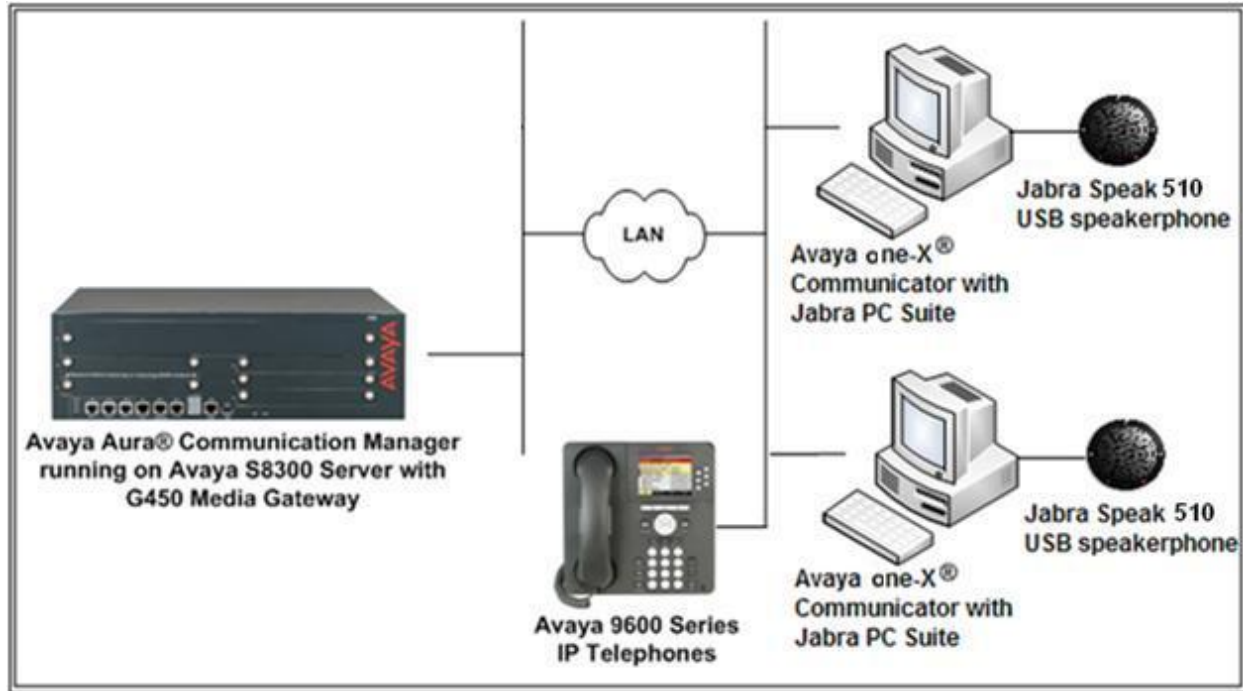 LAN
AVAYA
Avaya Aura® Communication Manager
running on Avaya S8300 Server with
G450 Media Gateway
Avaya 9600 Series
IP Telephones
Avaya one-X®
Communicator with
Jabra PC Suite
Jabra Speak 510
USB speakerphone
Avaya one-X®
Communicator with
Jabra PC Suite
Jabra Speak 510
USB speakerphone